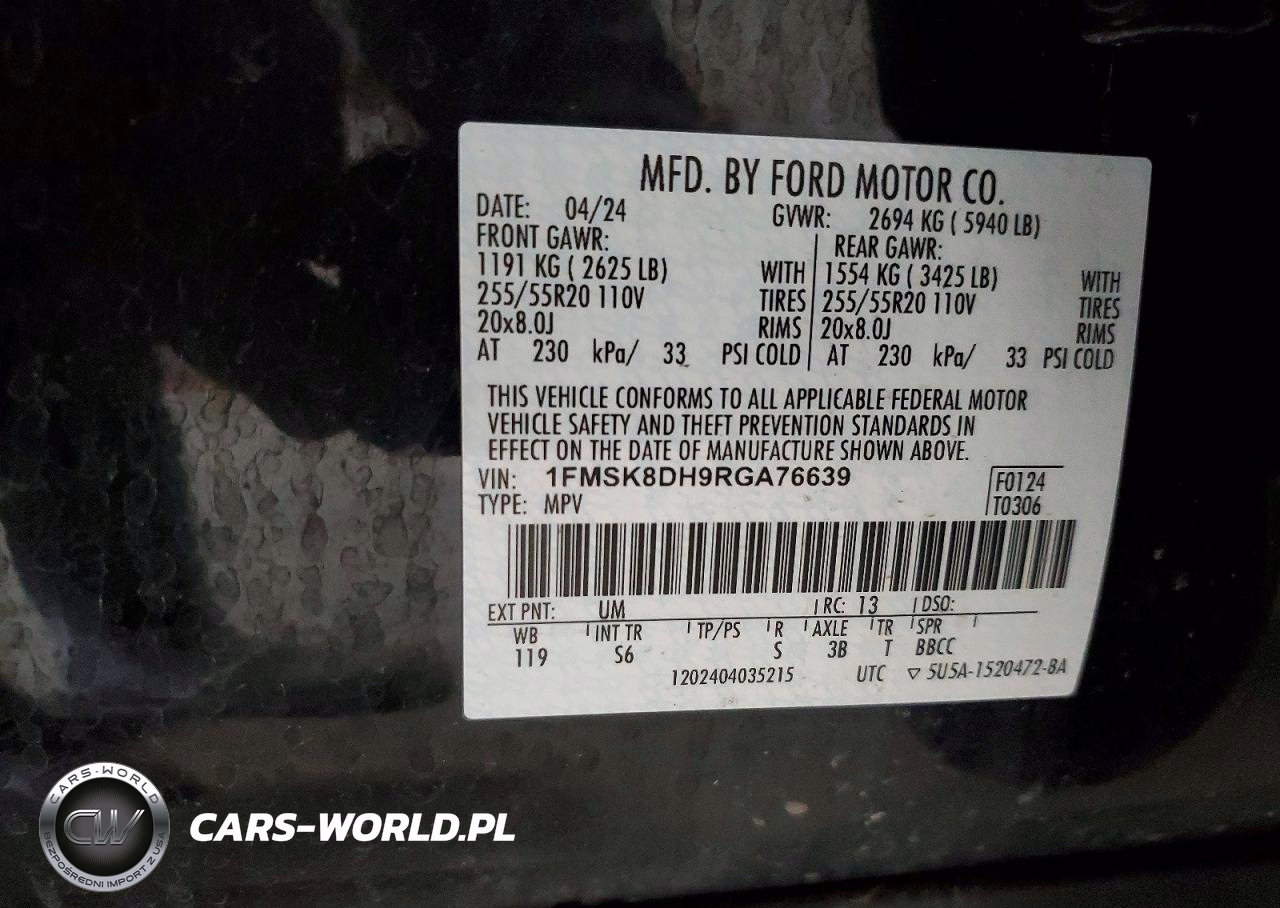 MFD. BY FORD MOTOR CO.
DATE: 04/24 GVWR: 2694 KG ( 5940 LB)
FRONT GAWR: REAR GAWR:
1191 KG ( 2625 LB) WITH 1554 KG ( 3425 LB) WITH
255/55R20 110V TIRES 255/55R20 110V TIRES
20x8.0J RIMS 20x8.0J RIMS
AT 230 kPa/ 33 PSI COLD AT 230 kPa/ 33 PSI COLD
THIS VEHICLE CONFORMS TO ALL APPLICABLE FEDERAL MOTOR
VEHICLE SAFETY AND THEFT PREVENTION STANDARDS IN
EFFECT ON THE DATE OF MANUFACTURE SHOWN ABOVE.
VIN: 1FMSK8DH9RGA76639 F0124
TYPE: MPV T0306
EXT PNT: UM RC: 13 DSO:
WB INT TR TP/PS R AXLE TR SPR
119 S6 S 3B T BBCC
1202404035215 UTC ▽ 5U5A-1520472-BA
CARS-WORLD
CW
BEZPOŚREDNI IMPORT Z USA
CARS-WORLD.PL